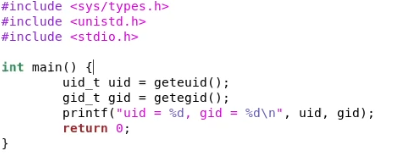 #include <sys/types.h>
#include <unistd.h>
#include <stdio.h>

int main() {
        uid_t uid = geteuid();
        gid_t gid = getegid();
        printf("uid = %d, gid = %d\n", uid, gid);
        return 0;
}